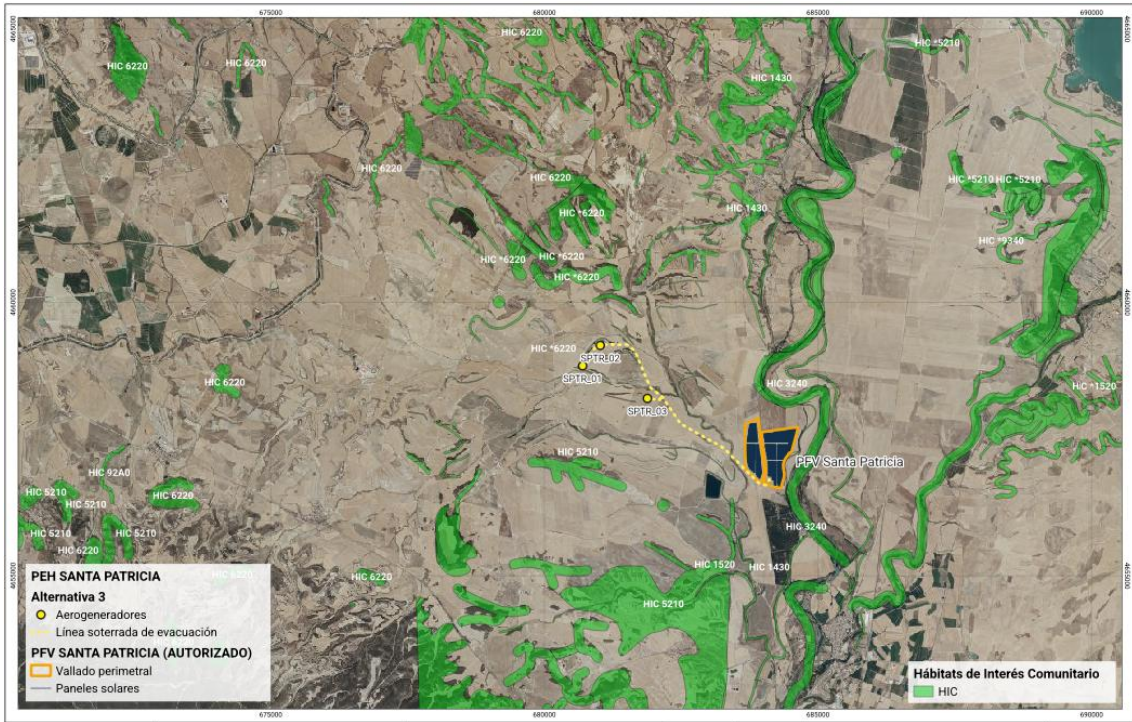 675000
680000
685000
690000
4665000
4665000
HIC 6220
HIC *5210
HIC 6220
HIC 6220
HIC 1430
HIC 6220
HIC 6220
HIC *5210
HIC *5210
HIC *6220
HIC 1430
HIC *9340
HIC *6220
HIC *6220
HIC *6220
4660000
4660000
HIC *6220
SPTR_02
SPTR_01
HIC 6220
HIC 3240
HIC *1520
SPTR_03
HIC 5210
PFV Santa Patricia
HIC 92A0
HIC 5210
HIC 6220
HIC 5210
HIC 5210
HIC 5210
HIC 3240
HIC 6220
HIC 1520
HIC 1430
HIC 6220
HIC 6220
HIC 5210
4655000
4655000
PEH SANTA PATRICIA
Alternativa 3
Aerogeneradores
Línea soterrada de evacuación
PFV SANTA PATRICIA (AUTORIZADO)
Vallado perimetral
Paneles solares
Hábitats de Interés Comunitario
HIC
675000
680000
685000
690000